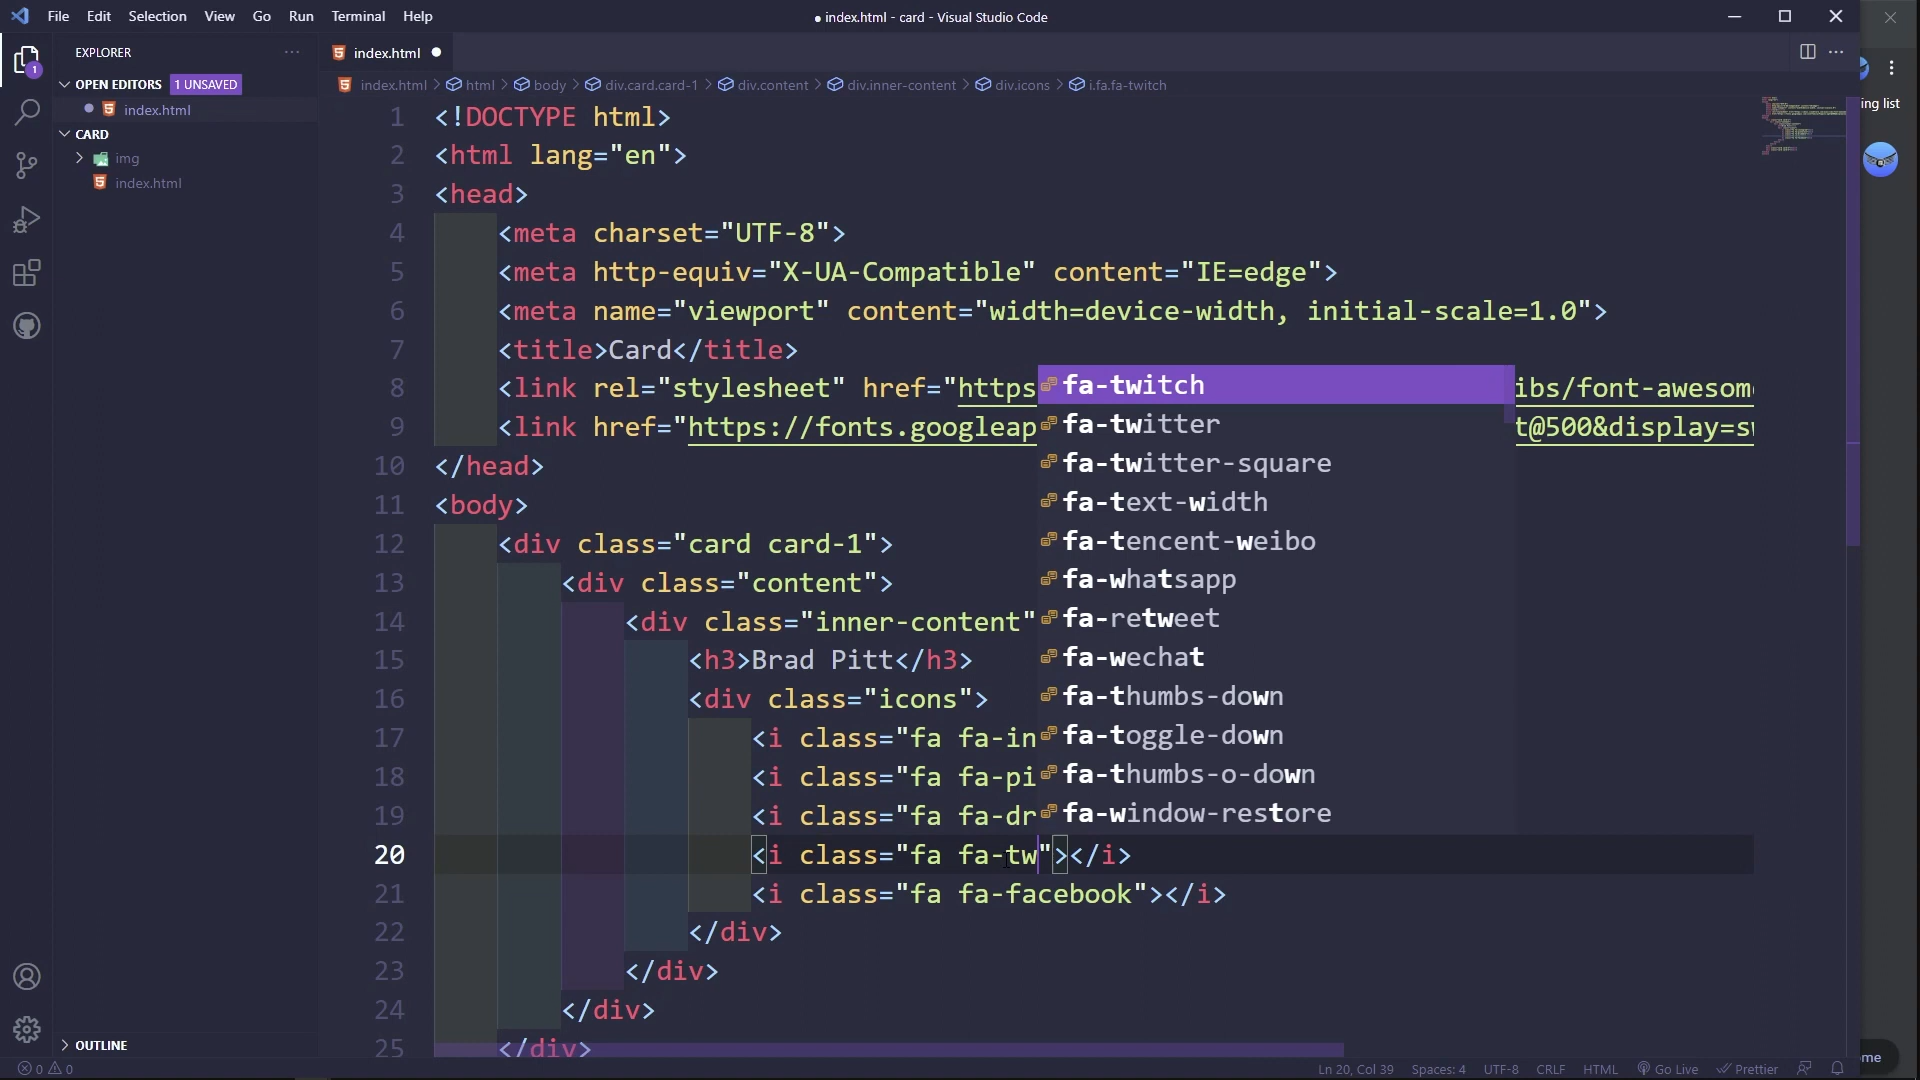 File Edit Selection View Go Run Terminal Help
● index.html - card - Visual Studio Code
EXPLORER
OPEN EDITORS 1 UNSAVED
index.html
CARD
img
index.html
OUTLINE
1
index.html
index.html > html > body > div.card.card-1 > div.content > div.inner-content > div.icons > i.fa.fa-twitch
1 <!DOCTYPE html>
2 <html lang="en">
3 <head>
4 <meta charset="UTF-8">
5 <meta http-equiv="X-UA-Compatible" content="IE=edge">
6 <meta name="viewport" content="width=device-width, initial-scale=1.0">
7 <title>Card</title>
8 <link rel="stylesheet" href="https ibs/font-awesome
9 <link href="https://fonts.googleap t@500&display=sw
10 </head>
11 <body>
12 <div class="card card-1">
13 <div class="content">
14 <div class="inner-content"
15 <h3>Brad Pitt</h3>
16 <div class="icons">
17 <i class="fa fa-in
18 <i class="fa fa-pi
19 <i class="fa fa-dr
20 <i class="fa fa-tw"></i>
21 <i class="fa fa-facebook"></i>
22 </div>
23 </div>
24 </div>
25 </div>
fa-twitch
fa-twitter
fa-twitter-square
fa-text-width
fa-tencent-weibo
fa-whatsapp
fa-retweet
fa-wechat
fa-thumbs-down
fa-toggle-down
fa-thumbs-o-down
fa-window-restore
ing list
me
0 0
Ln 20, Col 39 Spaces: 4 UTF-8 CRLF HTML Go Live Prettier